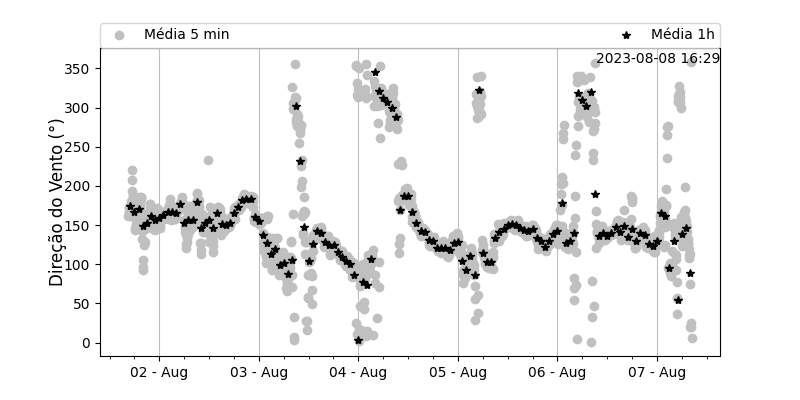 Média 5 min
Média 1h
2023-08-08 16:29
Direção do Vento (°)
350
300
250
200
150
100
50
0
02 - Aug
03 - Aug
04 - Aug
05 - Aug
06 - Aug
07 - Aug